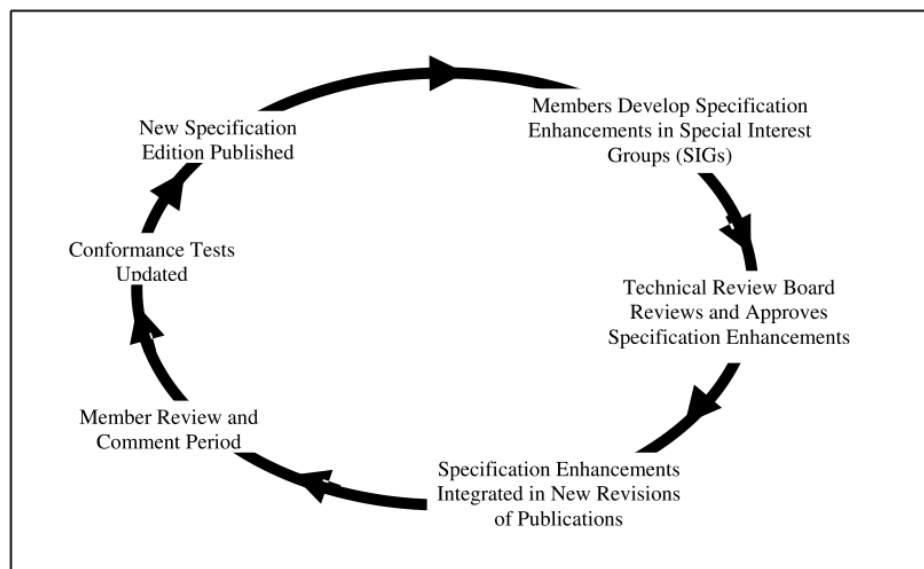 New Specification
Edition Published
Members Develop Specification
Enhancements in Special Interest
Groups (SIGs)
Technical Review Board
Reviews and Approves
Specification Enhancements
Specification Enhancements
Integrated in New Revisions
of Publications
Member Review and
Comment Period
Conformance Tests
Updated